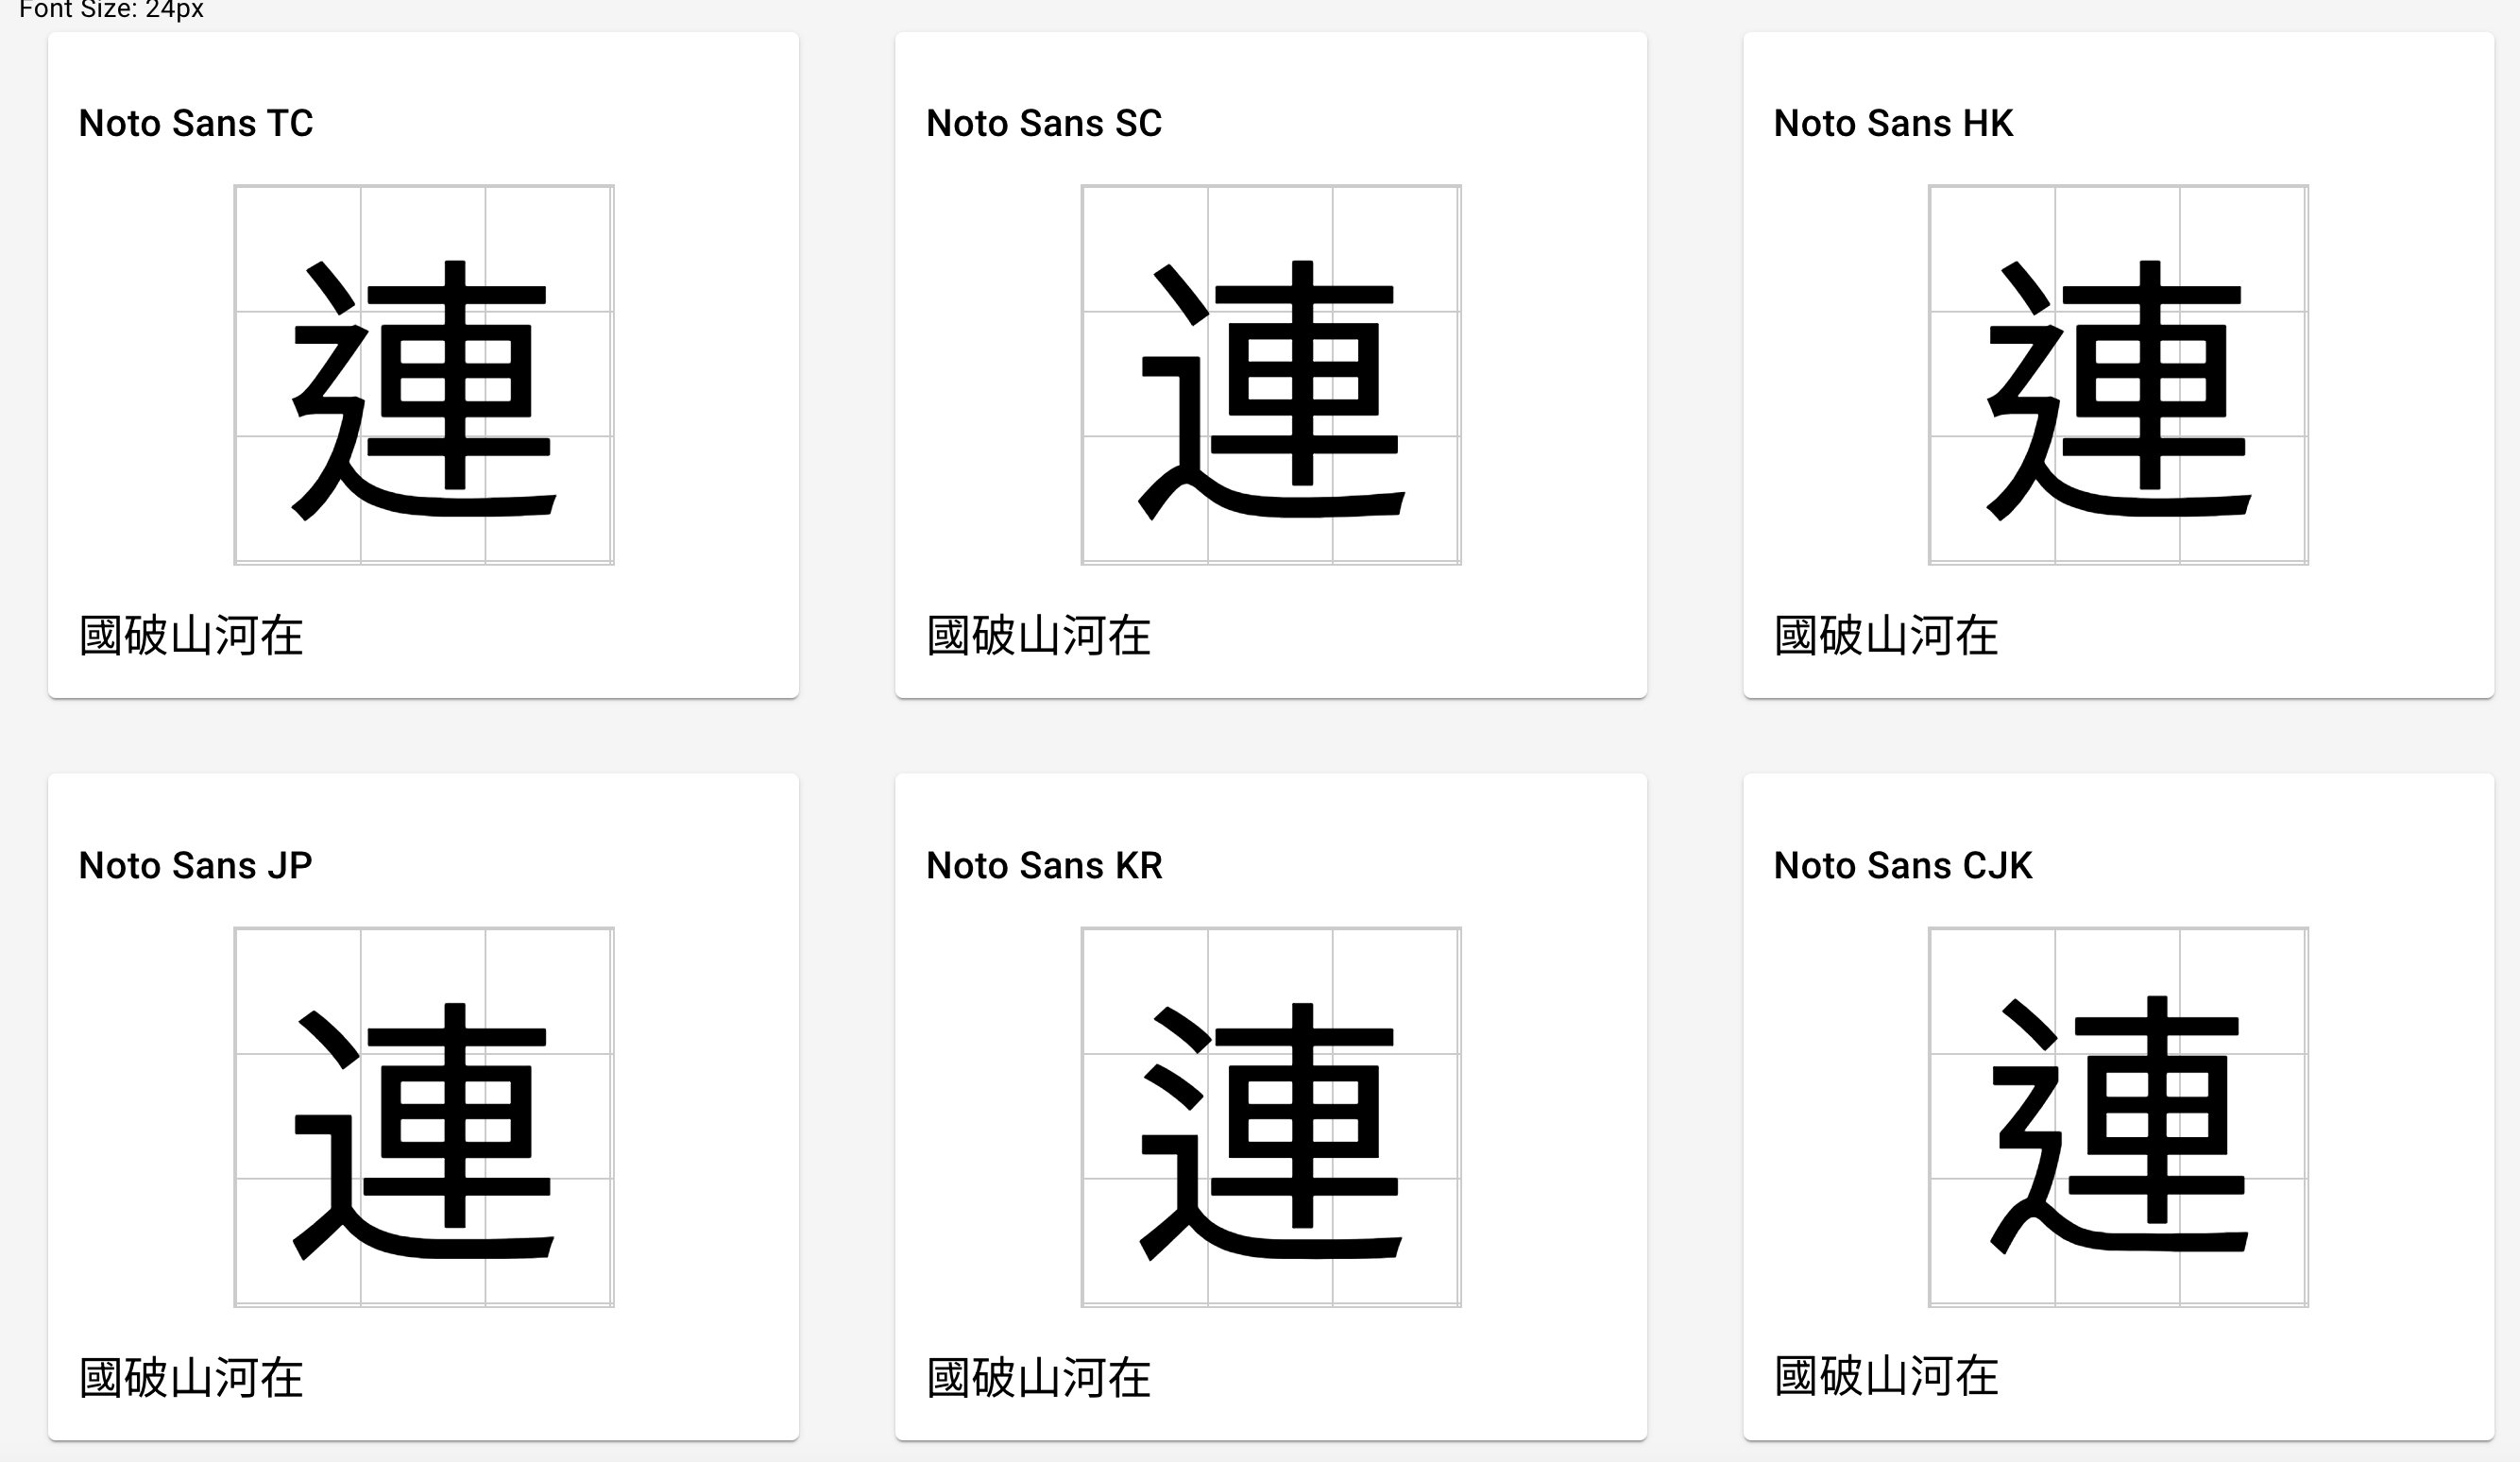 Font Size: 24px
Noto Sans TC
連
國破山河在
Noto Sans SC
連
國破山河在
Noto Sans HK
連
國破山河在
Noto Sans JP
連
國破山河在
Noto Sans KR
連
國破山河在
Noto Sans CJK
連
國破山河在